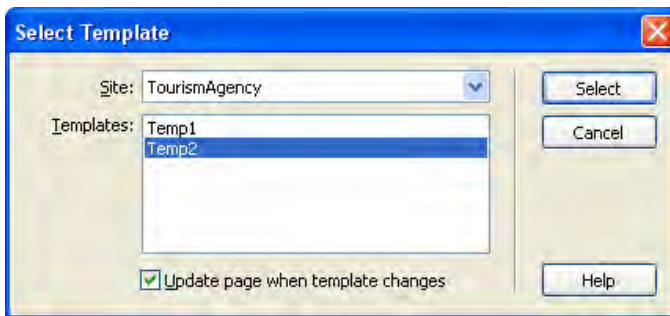 Select Template
Site: TourismAgency
Select
Templates: Temp1
Temp2
Cancel
Update page when template changes
Help